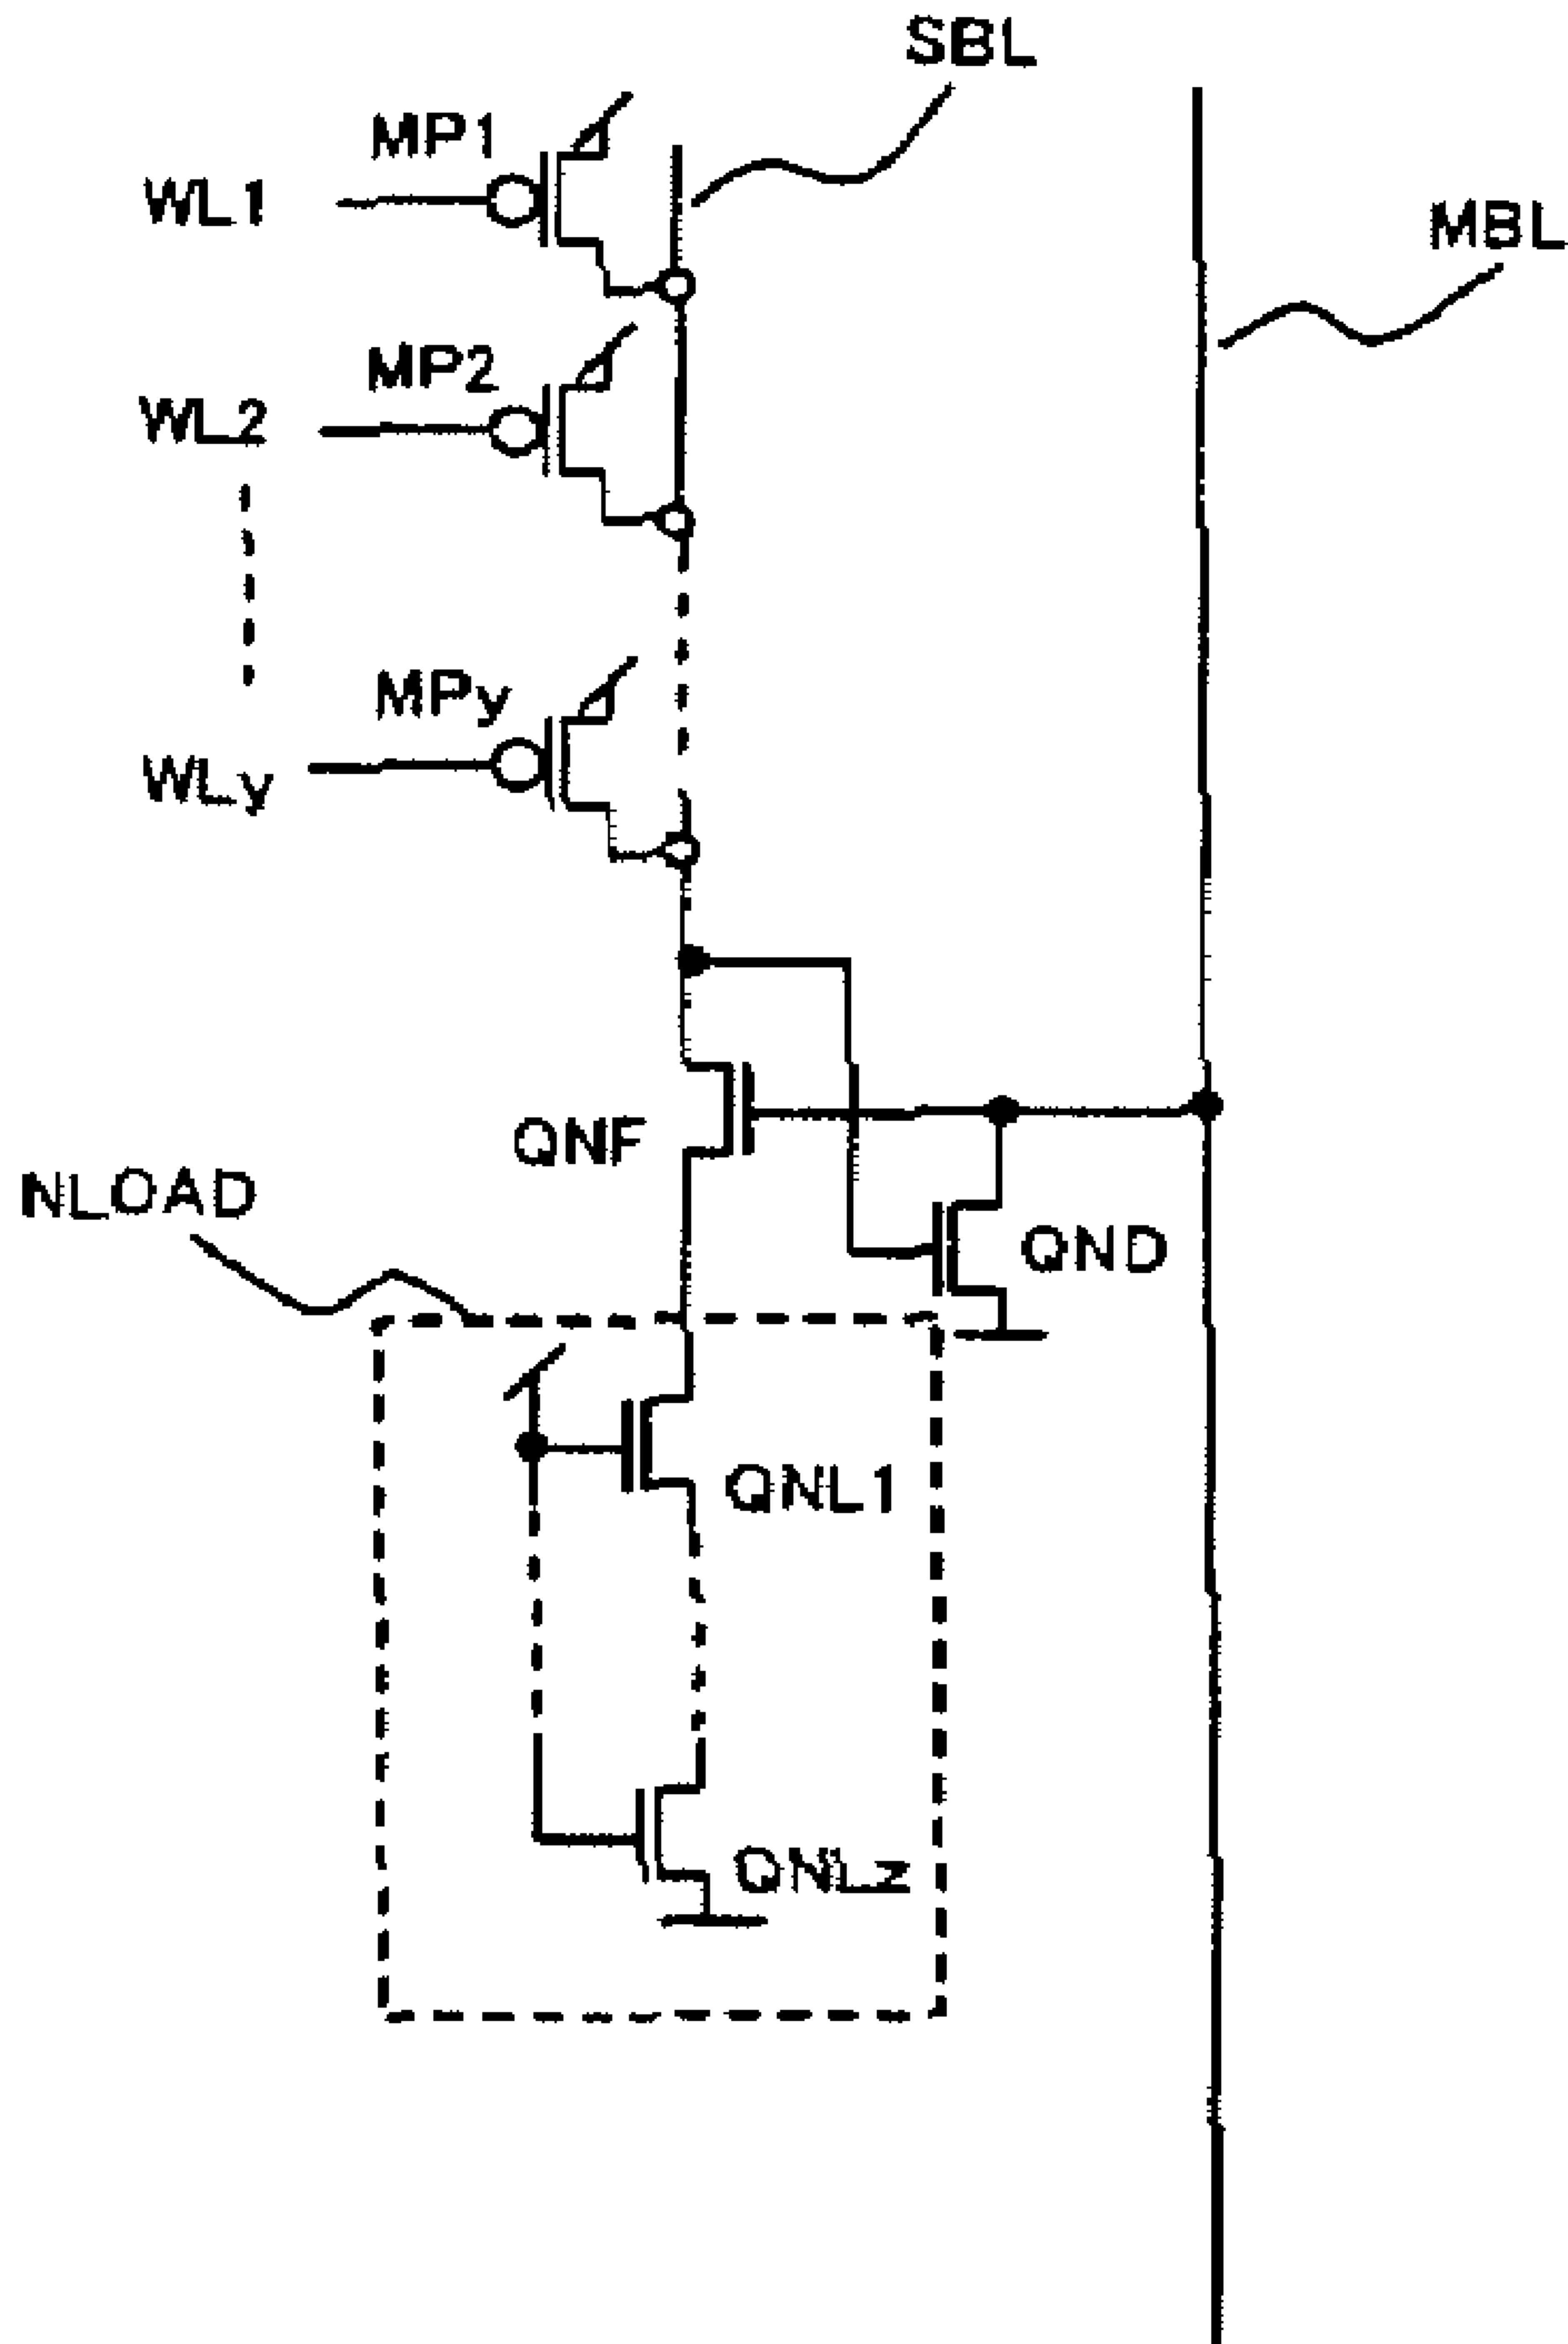 SBL
MP1
WL1
MBL
MP2
WL2
MPy
WLy
QNF
NLOAD
QND
QNL1
QNLz